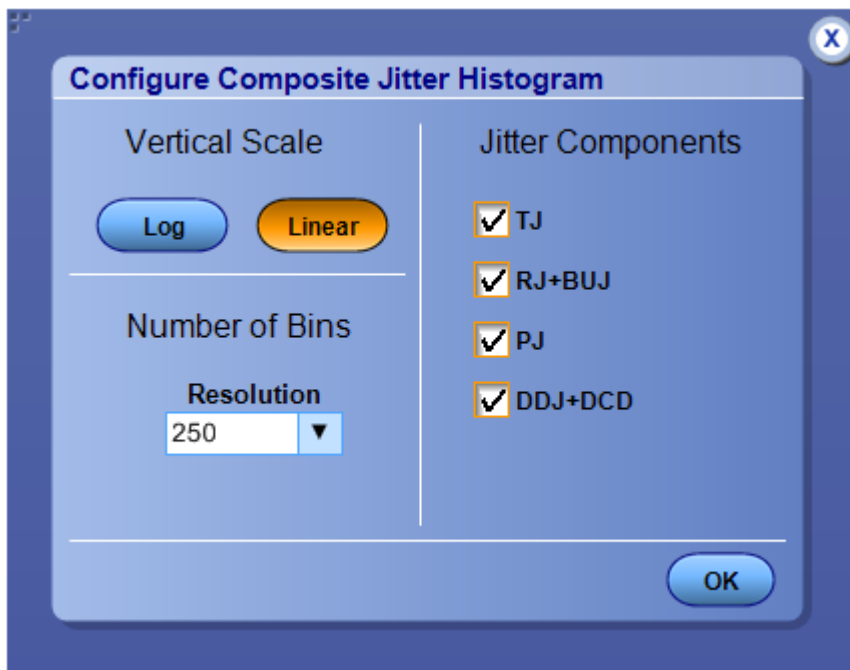 X
Configure Composite Jitter Histogram
Vertical Scale
Log
Linear
Number of Bins
Resolution
250
Jitter Components
TJ
RJ+BUJ
PJ
DDJ+DCD
OK